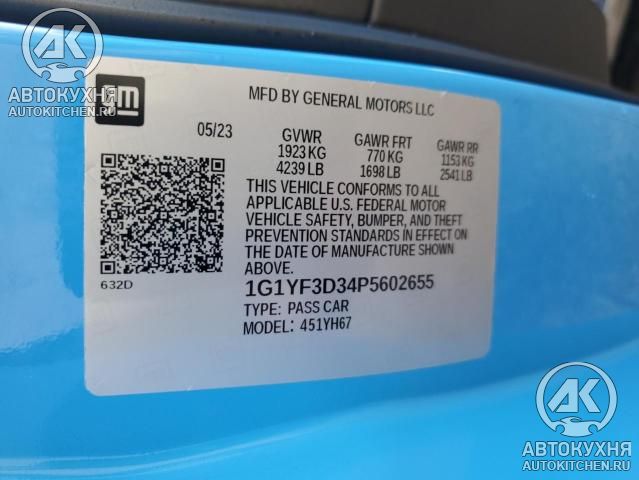 AK
АВТОКУХНЯ
AUTOKITCHEN.RU
GM
MFD BY GENERAL MOTORS LLC
05/23 GVWR GAWR FRT GAWR RR
1923 KG 770 KG 1153 KG
4239 LB 1698 LB 2541 LB
THIS VEHICLE CONFORMS TO ALL
APPLICABLE U.S. FEDERAL MOTOR
VEHICLE SAFETY, BUMPER, AND THEFT
PREVENTION STANDARDS IN EFFECT ON
THE DATE OF MANUFACTURE SHOWN
ABOVE.
632D
1G1YF3D34P5602655
TYPE: PASS CAR
MODEL: 451YH67
AK
АВТОКУХНЯ
AUTOKITCHEN.RU